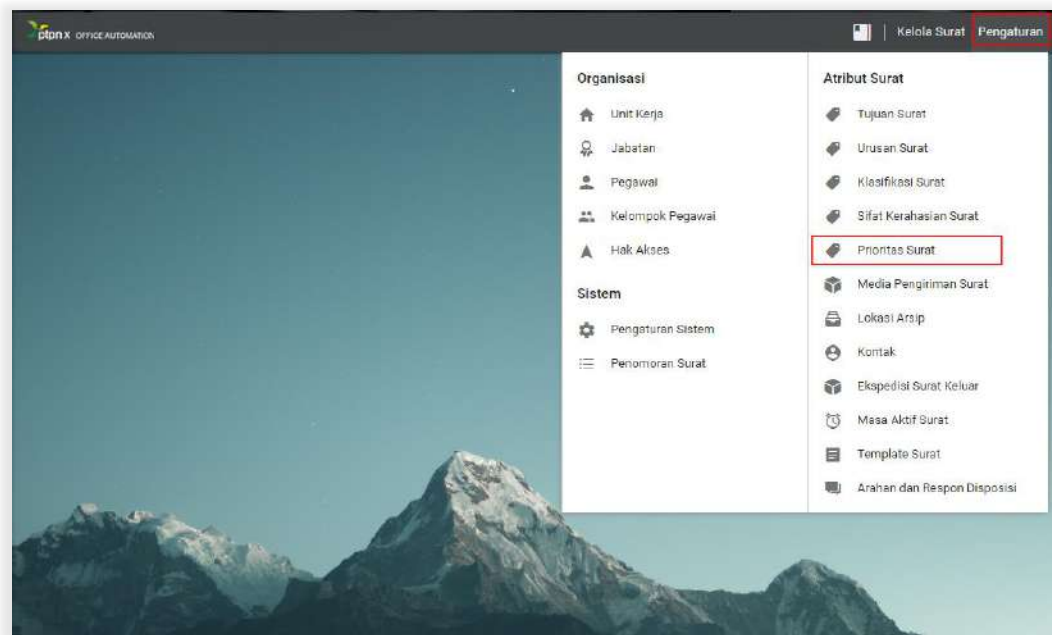 ptpn x OFFICE AUTOMATION
Kelola Surat
Pengaturan
Organisasi
Unit Kerja
Jabatan
Pegawai
Kelompok Pegawai
Hak Akses
Sistem
Pengaturan Sistem
Penomoran Surat
Atribut Surat
Tujuan Surat
Urusan Surat
Klasifikasi Surat
Sifat Kerahasian Surat
Prioritas Surat
Media Pengiriman Surat
Lokasi Arsip
Kontak
Ekspedisi Surat Keluar
Masa Aktif Surat
Template Surat
Arahan dan Respon Disposisi